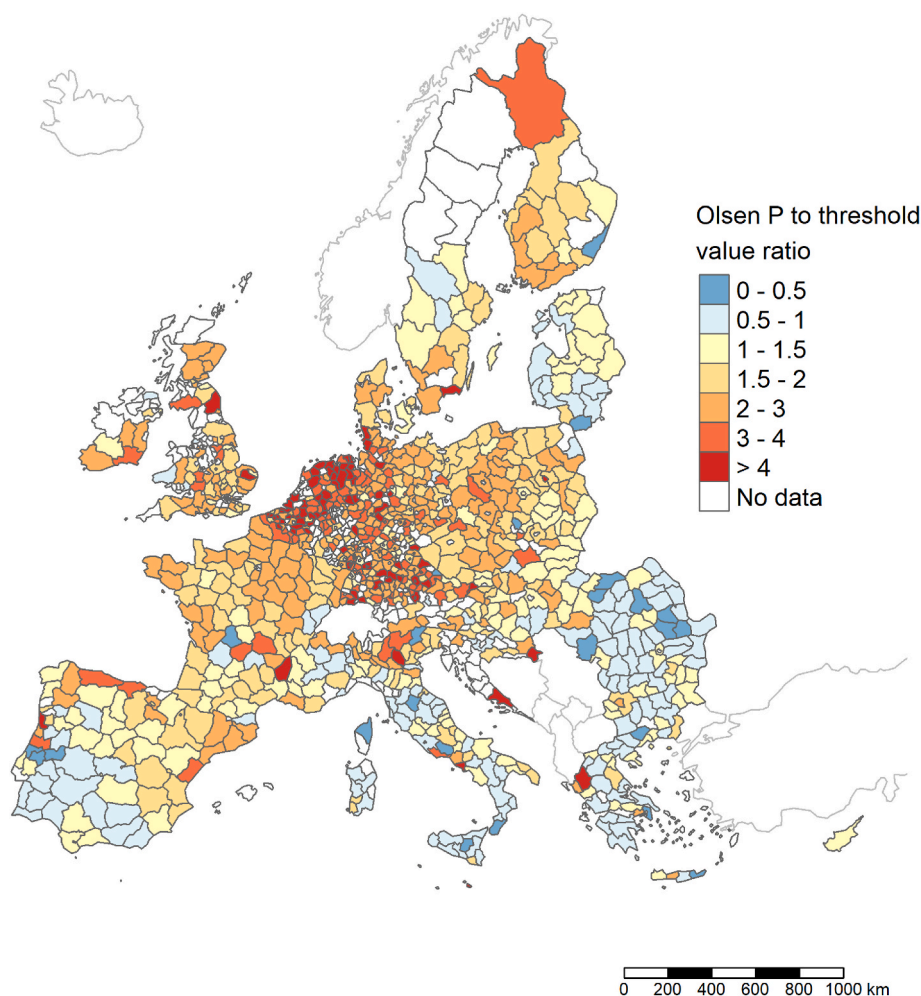 Olsen P to threshold
value ratio
0 - 0.5
0.5 - 1
1 - 1.5
1.5 - 2
2 - 3
3 - 4
> 4
No data
0 200 400 600 800 1000 km